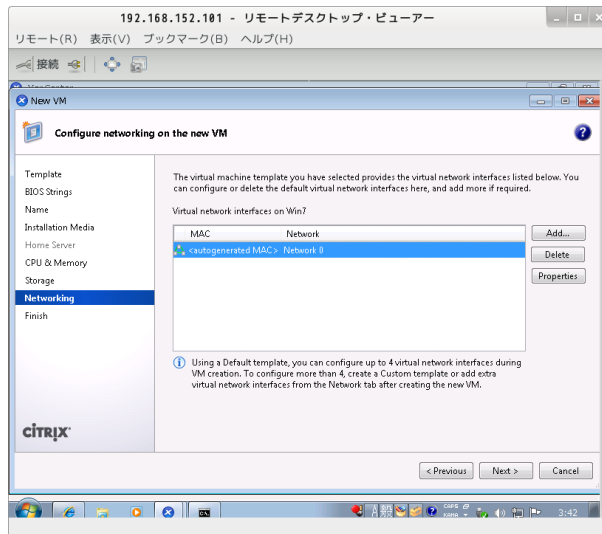 192.168.152.101 - リモートデスクトップ・ビューアー
リモート(R) 表示(V) ブックマーク(B) ヘルプ(H)
接続
New VM
Configure networking on the new VM
Template
BIOS Strings
Name
Installation Media
Home Server
CPU & Memory
Storage
Networking
Finish
CITRIX
The virtual machine template you have selected provides the virtual network interfaces listed below. You
can configure or delete the default virtual network interfaces here, and add more if required.
Virtual network interfaces on Win7
MAC Network
<autogenerated MAC> Network 0
Add...
Delete
Properties
Using a Default template, you can configure up to 4 virtual network interfaces during
VM creation. To configure more than 4, create a Custom template or add extra
virtual network interfaces from the Network tab after creating the new VM.
< Previous Next > Cancel
A 般 CAPS
KANA
3:42